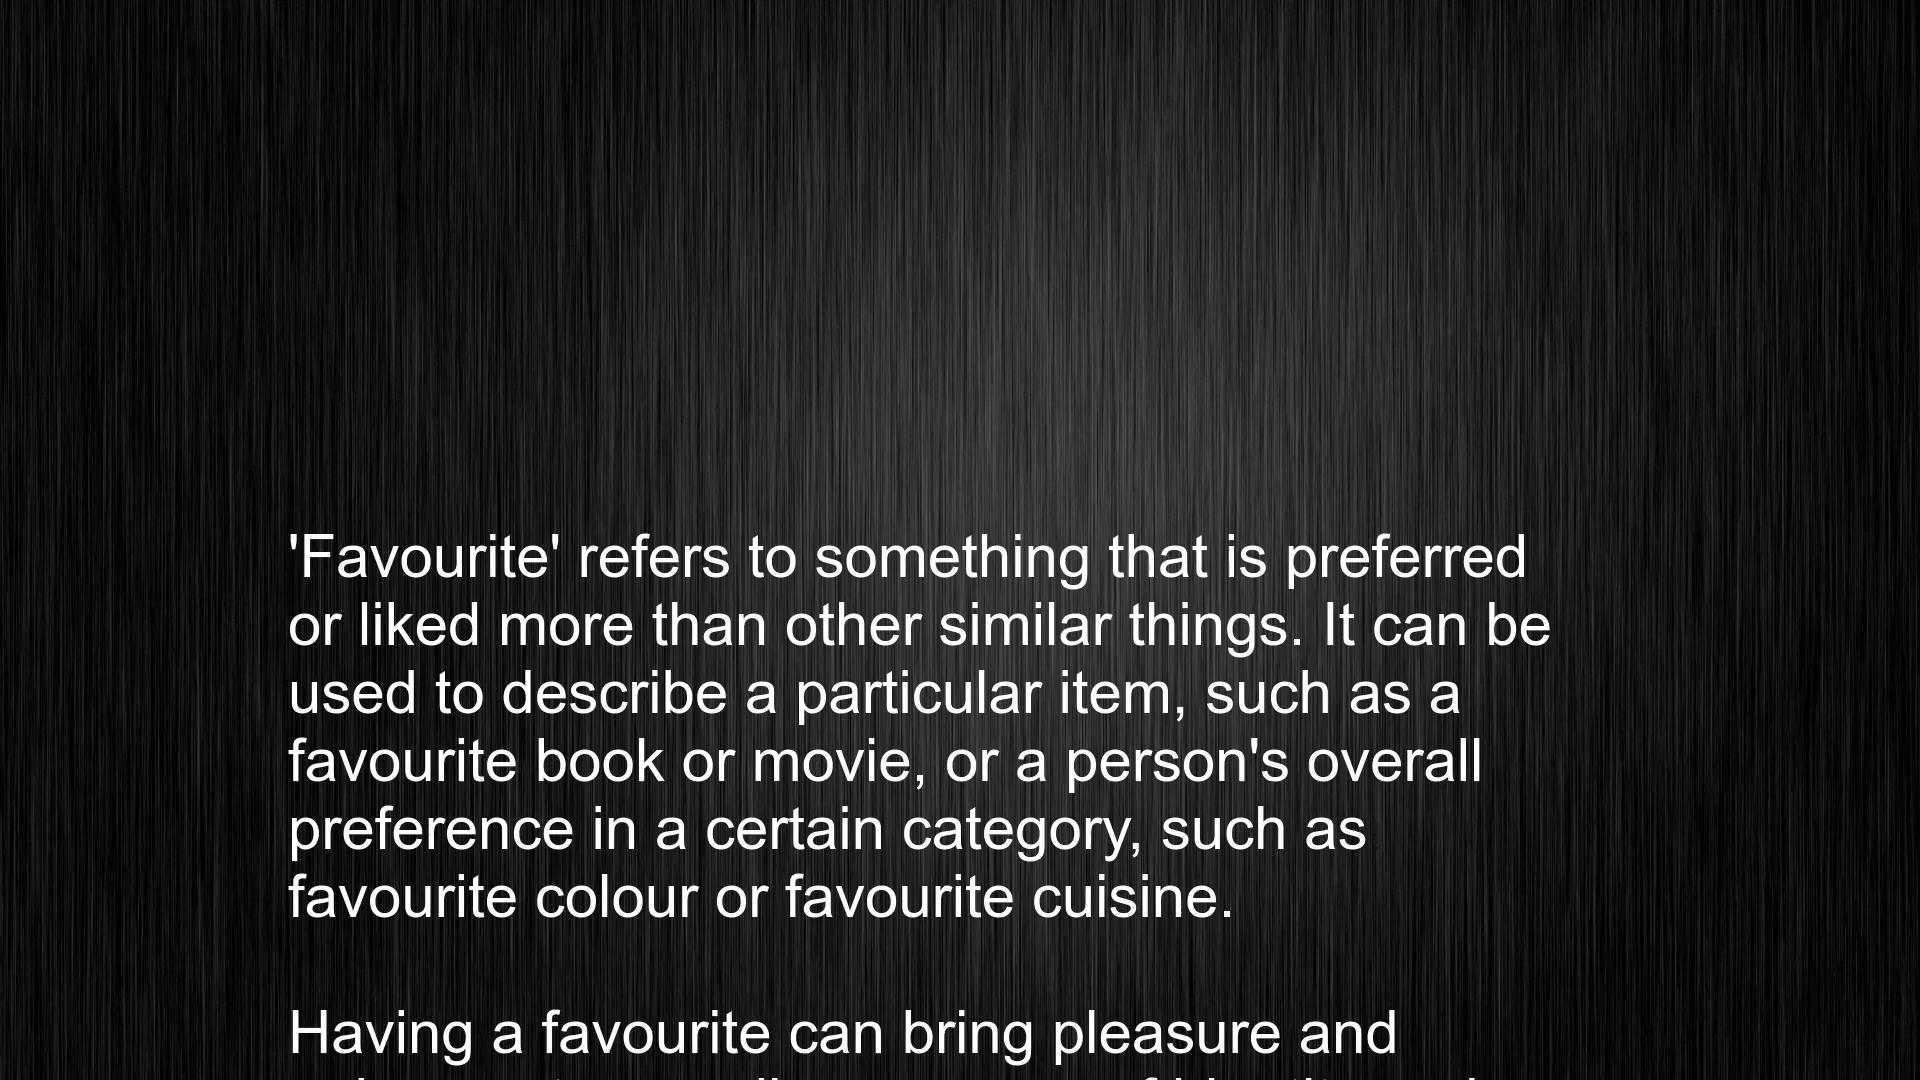 'Favourite' refers to something that is preferred
or liked more than other similar things. It can be
used to describe a particular item, such as a
favourite book or movie, or a person's overall
preference in a certain category, such as
favourite colour or favourite cuisine.
Having a favourite can bring pleasure and